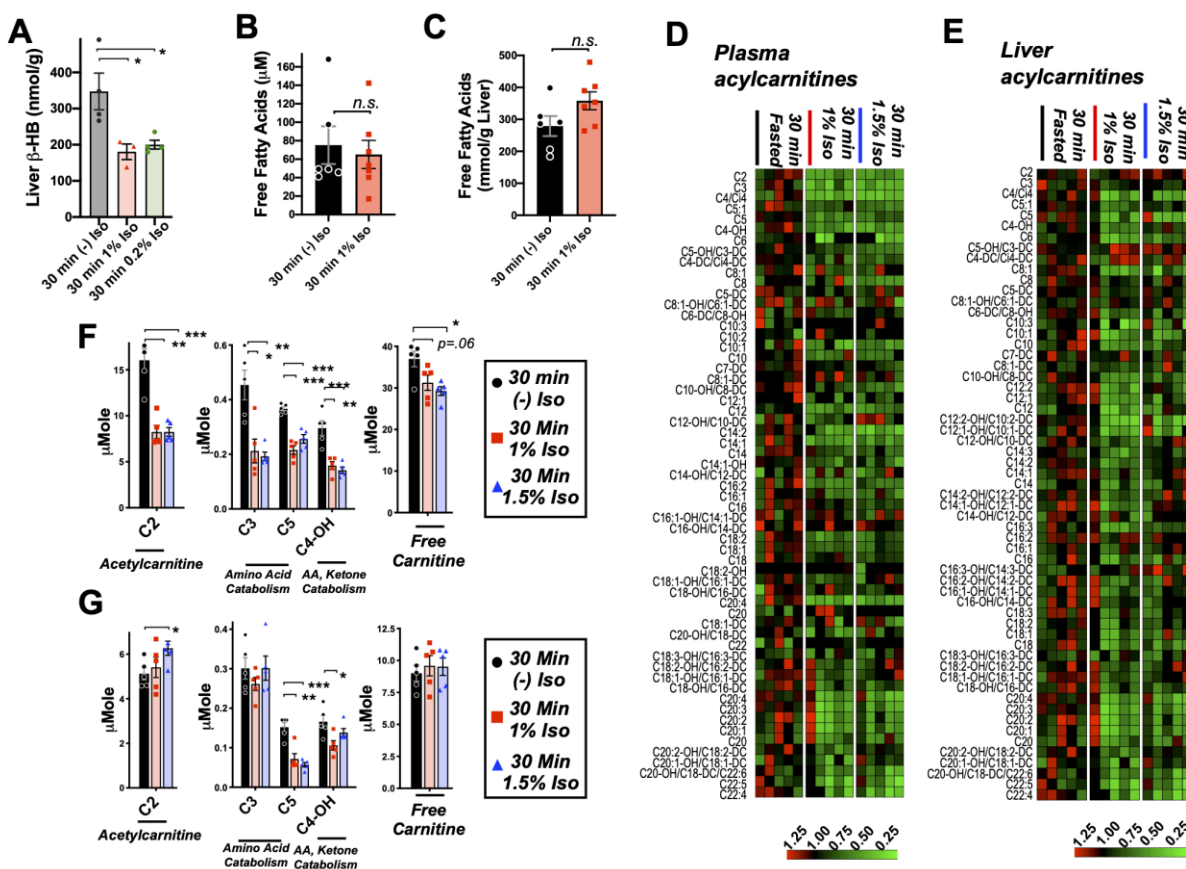 A
Liver β-HB (nmol/g)
400
300
200
100
0
*
*
30 min (-) Iso
30 min 1% Iso
30 min 0.2% Iso
B
Free Fatty Acids (μM)
160
140
120
100
80
60
40
20
0
n.s.
30 min (-) Iso
30 min 1% Iso
C
Free Fatty Acids
(mmol/g Liver)
500
400
300
200
100
0
n.s.
30 min (-) Iso
30 min 1% Iso
D
Plasma
acylcarnitines
30 min
Fasted
30 min
1% Iso
30 min
1.5% Iso
C2
C3
C4/Ci4
C5:1
C5
C4-OH
C6
C5-OH/C3-DC
C4-DC/Ci4-DC
C8:1
C8
C5-DC
C8:1-OH/C6:1-DC
C6-DC/C8-OH
C10:3
C10:2
C10:1
C10
C7-DC
C8:1-DC
C10-OH/C8-DC
C12:1
C12
C12-OH/C10-DC
C14:2
C14:1
C14
C14:1-OH
C14-OH/C12-DC
C16:2
C16:1
C16
C16:1-OH/C14:1-DC
C16-OH/C14-DC
C18:2
C18:1
C18
C18:2-OH
C18:1-OH/C16:1-DC
C18-OH/C16-DC
C20:4
C20
C18:1-DC
C20-OH/C18-DC
C22
C18:3-OH/C16:3-DC
C18:2-OH/C16:2-DC
C18:1-OH/C16:1-DC
C18-OH/C16-DC
C20:4
C20:3
C20:2
C20:1
C20
C20:2-OH/C18:2-DC
C20:1-OH/C18:1-DC
C20-OH/C18-DC/C22:6
C22:5
C22:4
1.25
1.00
0.75
0.50
0.25
E
Liver
acylcarnitines
30 min
Fasted
30 min
1% Iso
30 min
1.5% Iso
C2
C3
C4/Ci4
C5:1
C5
C4-OH
C6
C5-OH/C3-DC
C4-DC/Ci4-DC
C8:1
C8
C5-DC
C8:1-OH/C6:1-DC
C6-DC/C8-OH
C10:3
C10:1
C10
C7-DC
C8:1-DC
C10-OH/C8-DC
C12:2
C12:1
C12
C12:2-OH/C10:2-DC
C12:1-OH/C10:1-DC
C12-OH/C10-DC
C14:3
C14:2
C14:1
C14
C14:2-OH/C12:2-DC
C14:1-OH/C12:1-DC
C14-OH/C12-DC
C16:3
C16:2
C16:1
C16
C16:3-OH/C14:3-DC
C16:2-OH/C14:2-DC
C16:1-OH/C14:1-DC
C16-OH/C14-DC
C18:3
C18:2
C18:1
C18
C18:3-OH/C16:3-DC
C18:2-OH/C16:2-DC
C18:1-OH/C16:1-DC
C18-OH/C16-DC
C20:4
C20:3
C20:2
C20:1
C20
C20:2-OH/C18:2-DC
C20:1-OH/C18:1-DC
C20-OH/C18-DC/C22:6
C22:5
C22:4
1.25
1.00
0.75
0.50
0.25
F
μMole
15
10
5
0
***
**
C2
Acetylcarnitine
μMole
0.6
0.4
0.2
0.0
**
*
***
***
***
**
C3
C5
C4-OH
Amino Acid
Catabolism
AA, Ketone
Catabolism
μMole
40
30
20
10
0
*
p=.06
Free
Carnitine
30 min
(-) Iso
30 Min
1% Iso
30 Min
1.5% Iso
G
μMole
6
4
2
0
*
C2
Acetylcarnitine
μMole
0.4
0.3
0.2
0.1
0.0
***
**
*
C3
C5
C4-OH
Amino Acid
Catabolism
AA, Ketone
Catabolism
μMole
12.5
10.0
7.5
5.0
2.5
0.0
Free
Carnitine
30 Min
(-) Iso
30 Min
1% Iso
30 Min
1.5% Iso